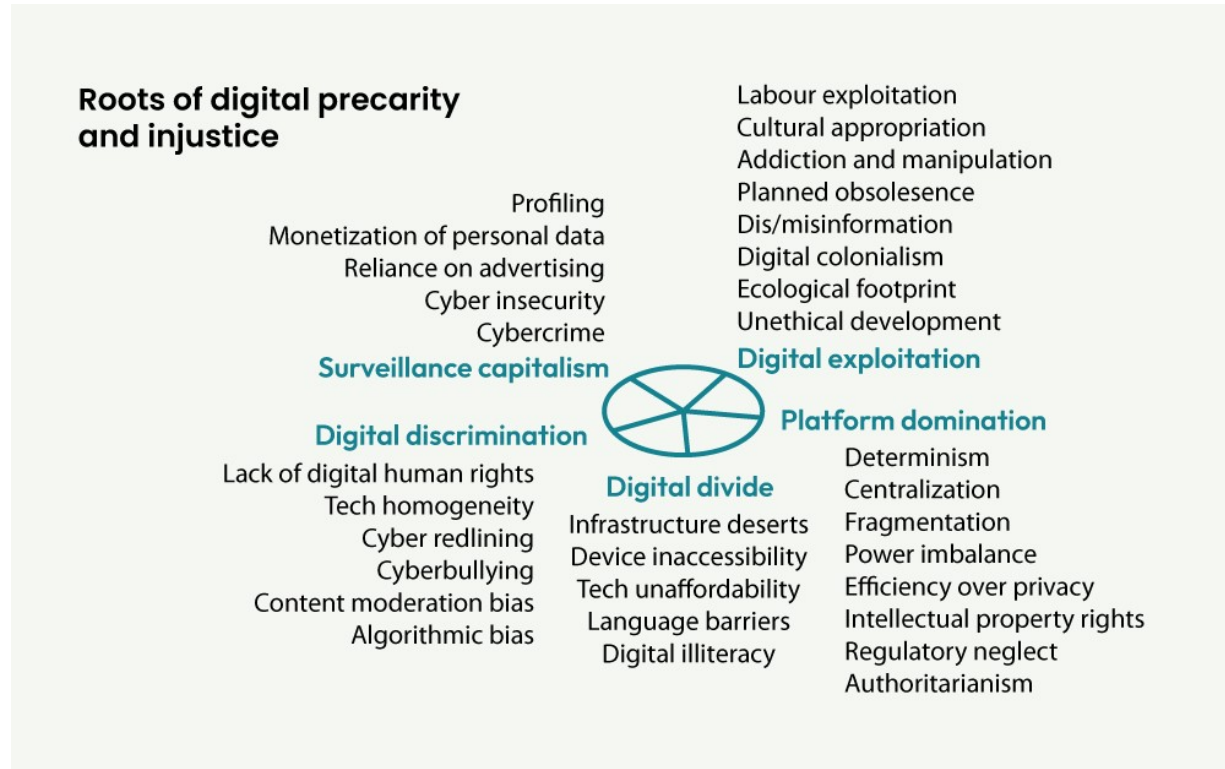 Roots of digital precarity
and injustice
Profiling
Monetization of personal data
Reliance on advertising
Cyber insecurity
Cybercrime
Surveillance capitalism
Labour exploitation
Cultural appropriation
Addiction and manipulation
Planned obsolesence
Dis/misinformation
Digital colonialism
Ecological footprint
Unethical development
Digital exploitation
Digital discrimination
Lack of digital human rights
Tech homogeneity
Cyber redlining
Cyberbullying
Content moderation bias
Algorithmic bias
Digital divide
Infrastructure deserts
Device inaccessibility
Tech unaffordability
Language barriers
Digital illiteracy
Platform domination
Determinism
Centralization
Fragmentation
Power imbalance
Efficiency over privacy
Intellectual property rights
Regulatory neglect
Authoritarianism